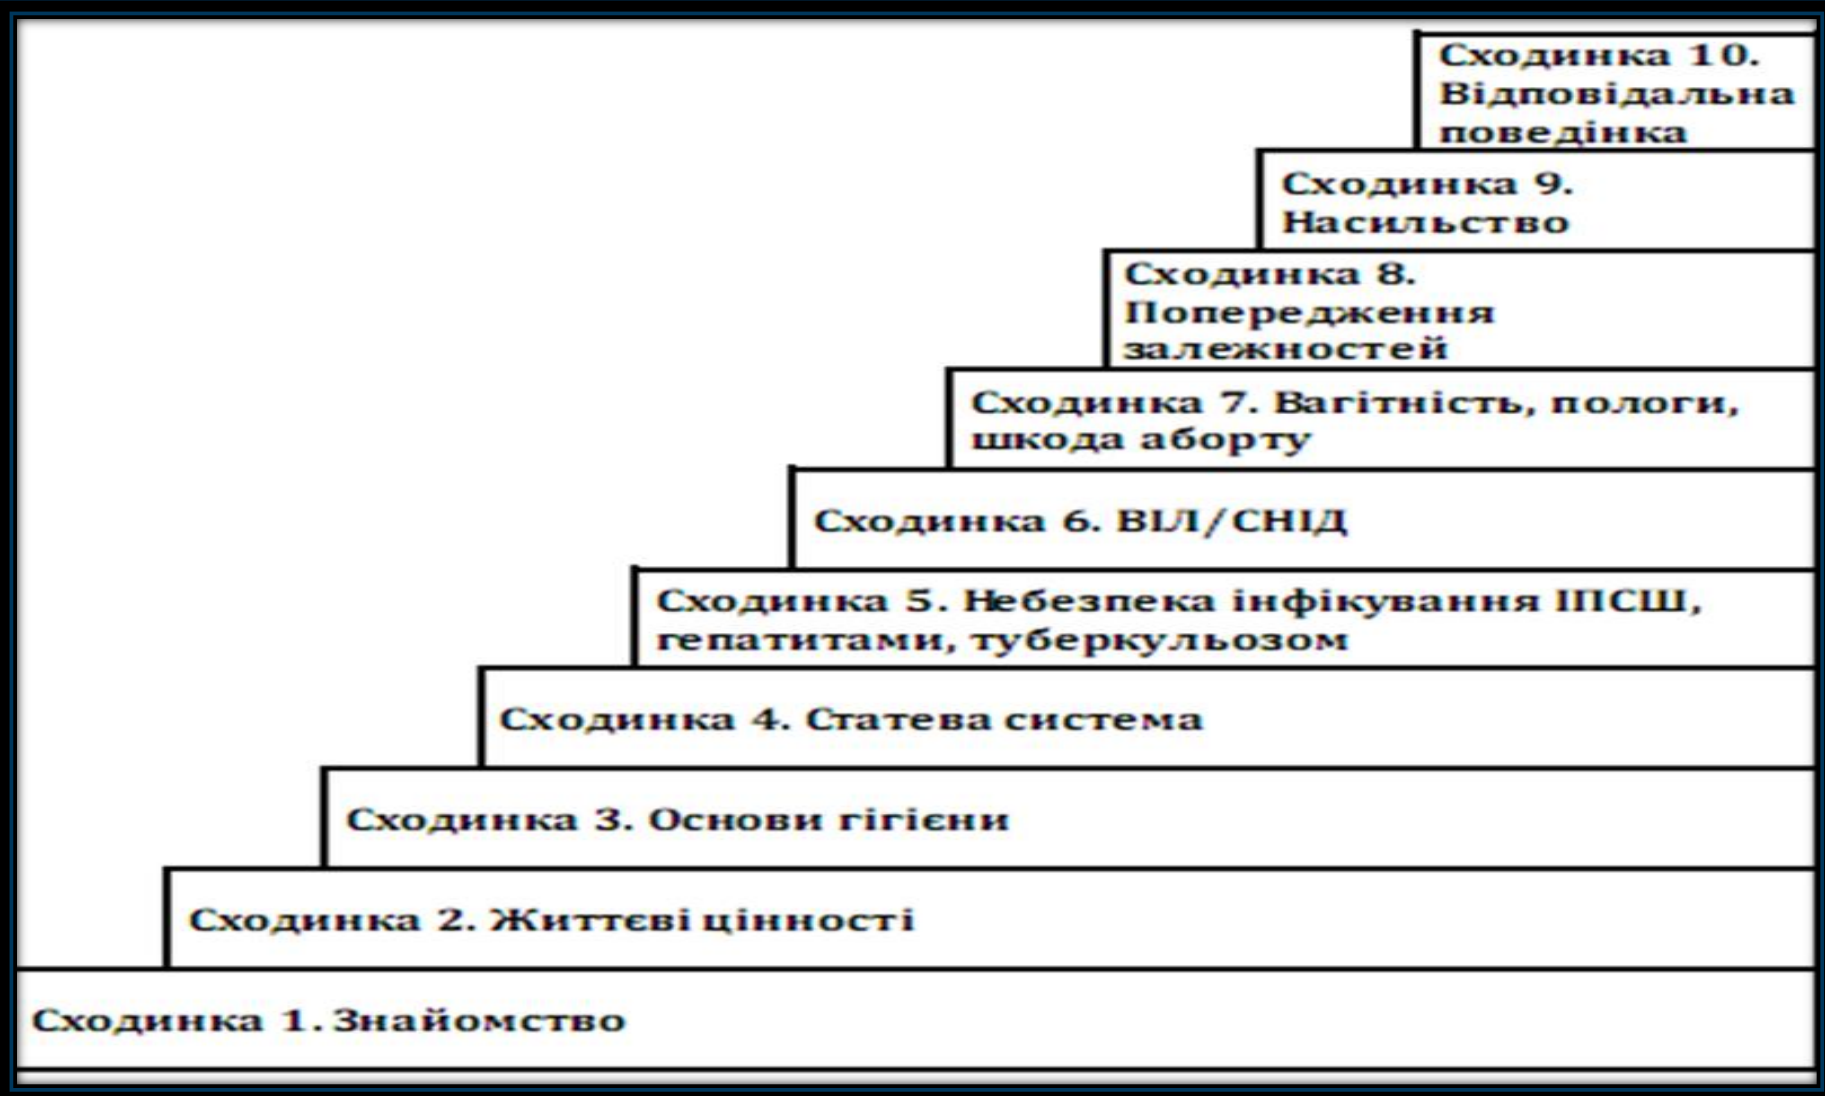 Сходинка 10.
Відповідальна
поведінка
Сходинка 9.
Насильство
Сходинка 8.
Попередження
залежностей
Сходинка 7. Вагітність, пологи,
шкода аборту
Сходинка 6. ВІЛ/СНІД
Сходинка 5. Небезпека інфікування ІПСШ,
гепатитами, туберкульозом
Сходинка 4. Статева система
Сходинка 3. Основи гігієни
Сходинка 2. Життєві цінності
Сходинка 1. Знайомство